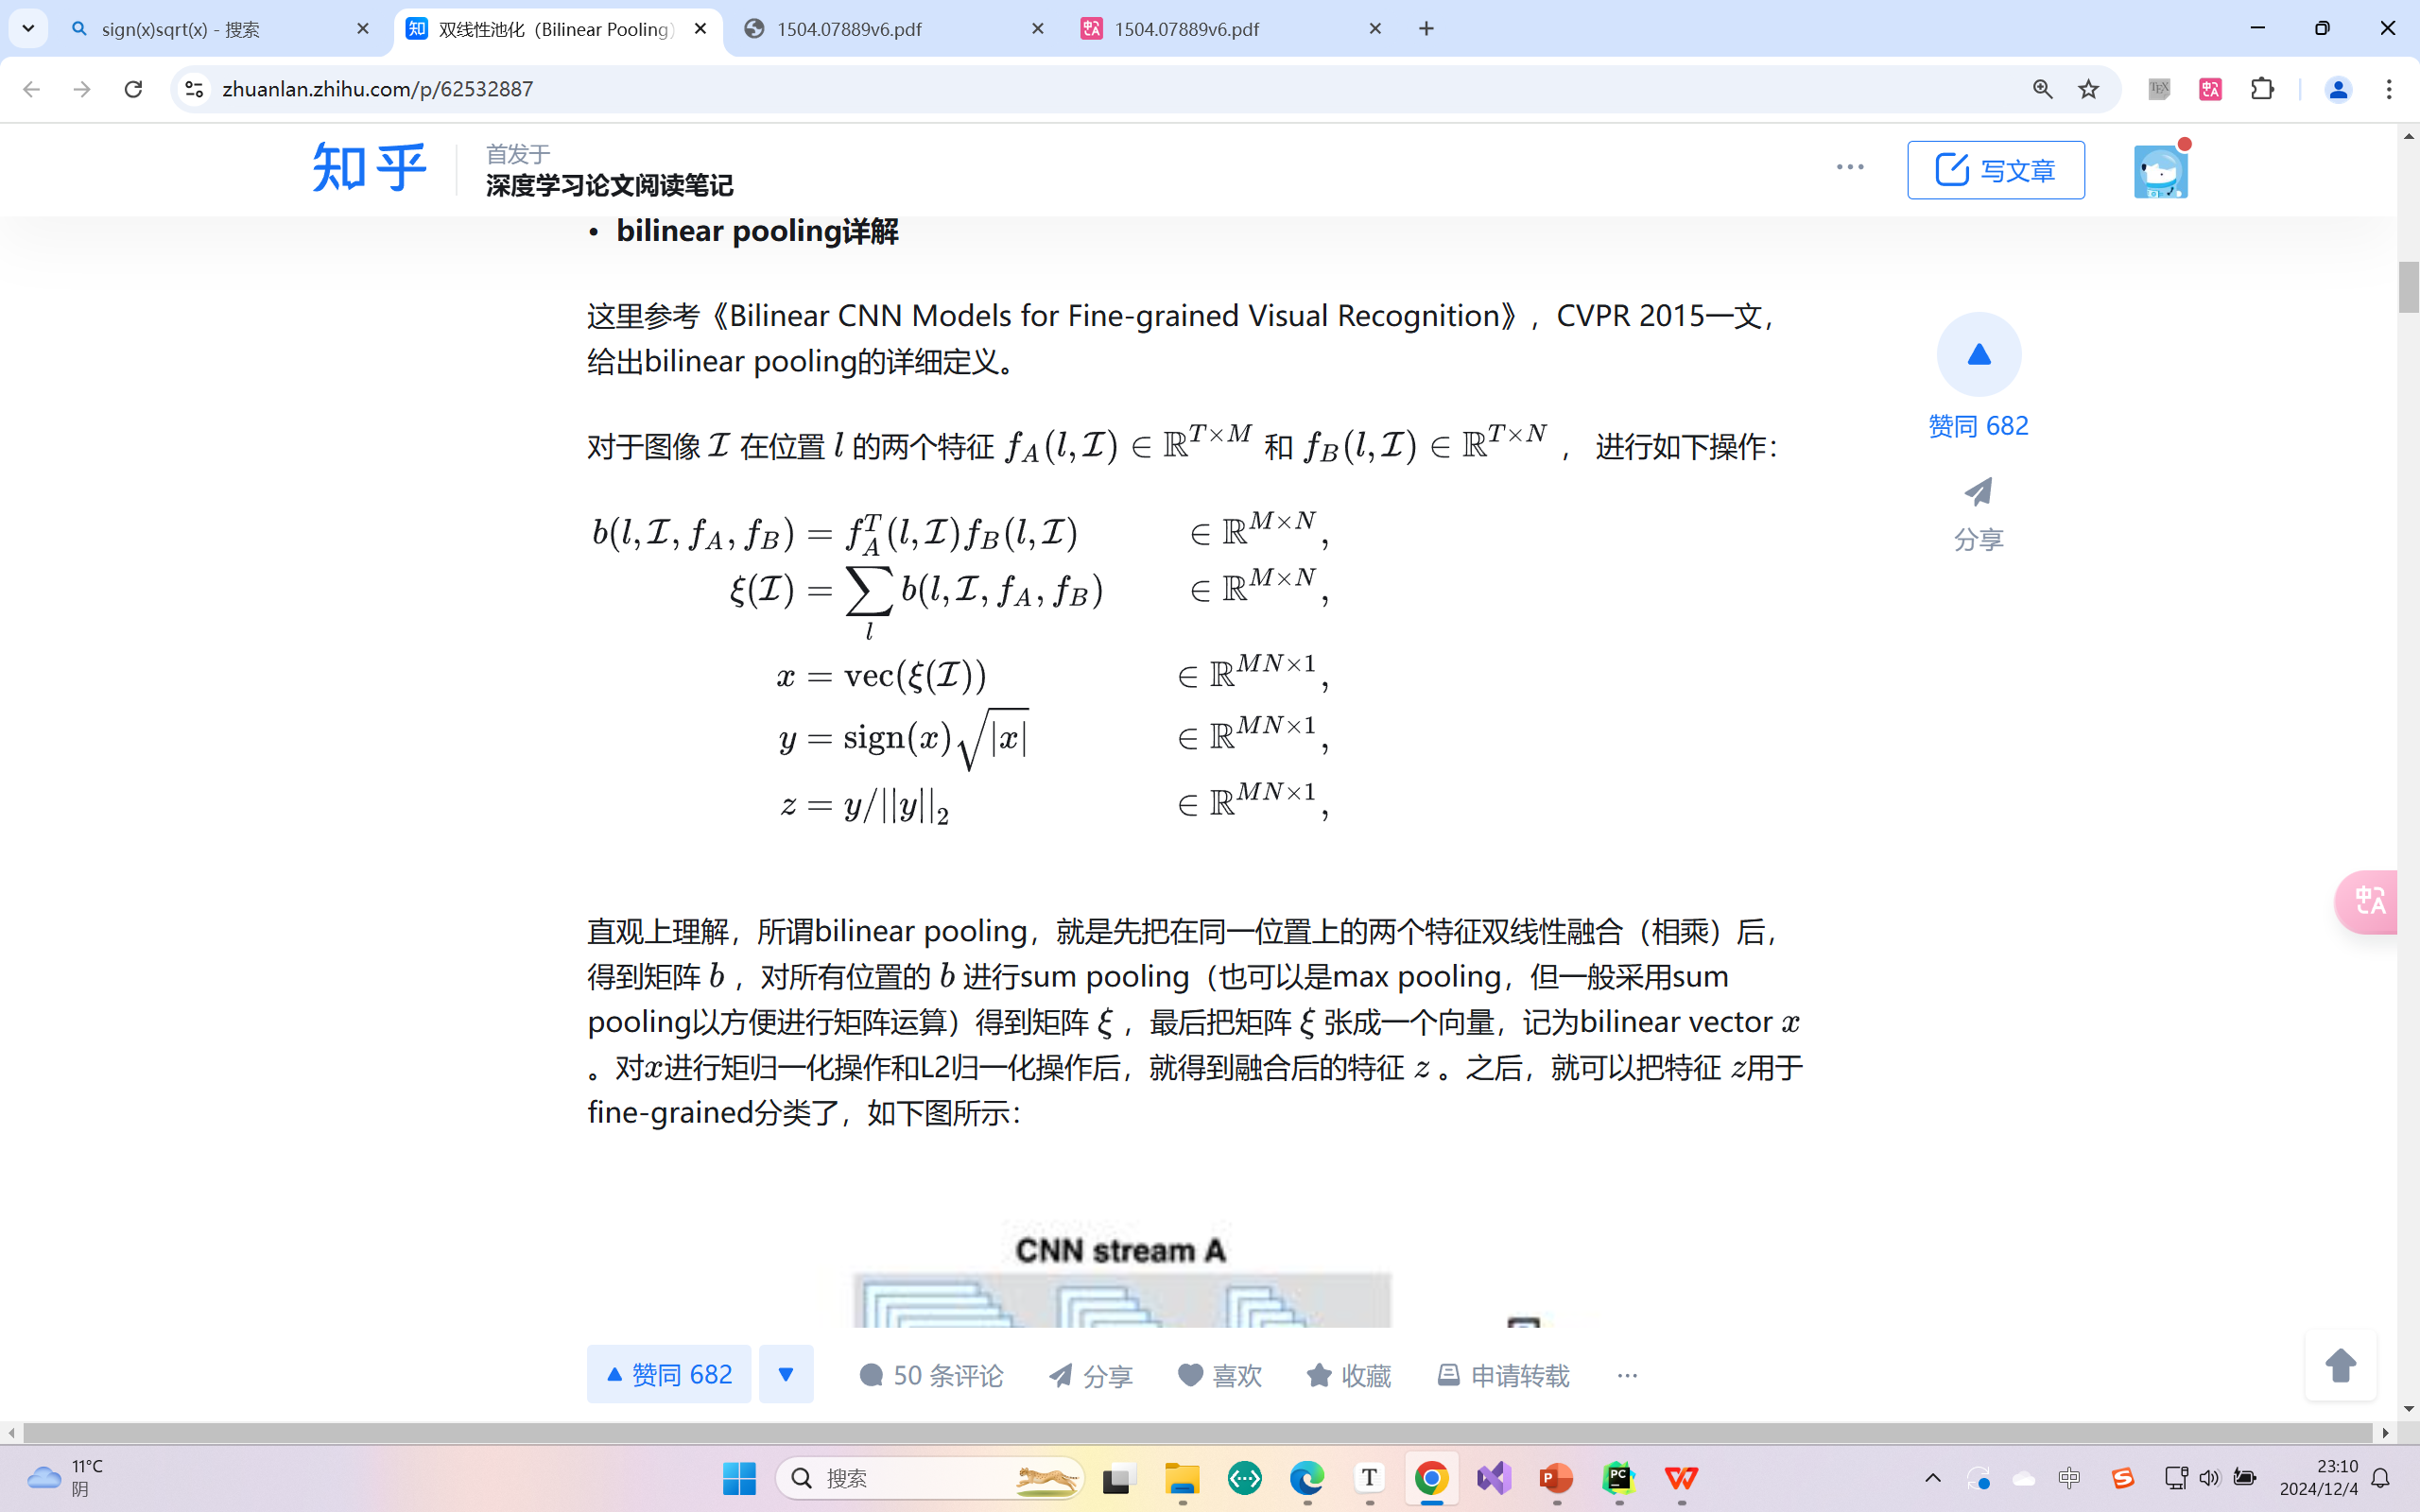 sign(x)sqrt(x) - 搜索
双线性池化（Bilinear Pooling）
1504.07889v6.pdf
1504.07889v6.pdf
zhuanlan.zhihu.com/p/62532887
知乎
首发于
深度学习论文阅读笔记
写文章
• bilinear pooling详解
这里参考《Bilinear CNN Models for Fine-grained Visual Recognition》，CVPR 2015一文，
给出bilinear pooling的详细定义。
对于图像 𝓘 在位置 l 的两个特征 f_A(l, 𝓘) ∈ ℝ^{T×M} 和 f_B(l, 𝓘) ∈ ℝ^{T×N} ， 进行如下操作：
b(l, 𝓘, f_A, f_B) = f_A^T(l, 𝓘) f_B(l, 𝓘) ∈ ℝ^{M×N},
ξ(𝓘) = ∑_l b(l, 𝓘, f_A, f_B) ∈ ℝ^{M×N},
x = vec(ξ(𝓘)) ∈ ℝ^{MN×1},
y = sign(x)√|x| ∈ ℝ^{MN×1},
z = y/||y||_2 ∈ ℝ^{MN×1},
直观上理解，所谓bilinear pooling，就是先把在同一位置上的两个特征双线性融合（相乘）后，
得到矩阵 b ，对所有位置的 b 进行sum pooling（也可以是max pooling，但一般采用sum
pooling以方便进行矩阵运算）得到矩阵 ξ ，最后把矩阵 ξ 张成一个向量，记为bilinear vector x
。对x进行矩归一化操作和L2归一化操作后，就得到融合后的特征 z 。之后，就可以把特征 z用于
fine-grained分类了，如下图所示：
CNN stream A
赞同 682
分享
赞同 682
50 条评论
分享
喜欢
收藏
申请转载
11°C
阴
搜索
中
23:10
2024/12/4